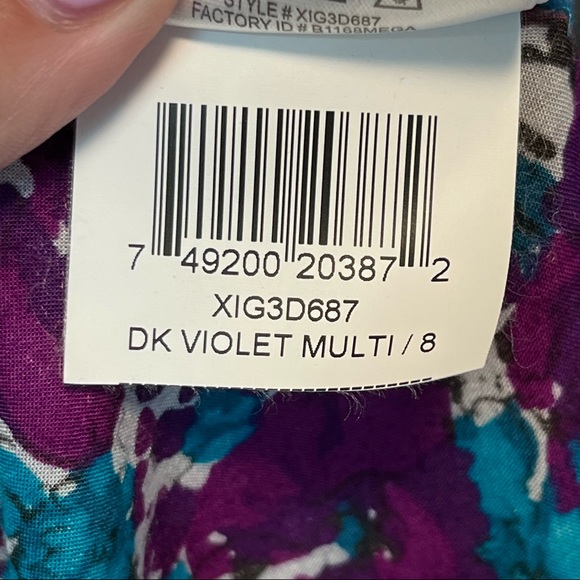 STYLE # XIG3D687
FACTORY ID # B1168MEGA
7 49200 20387 2
XIG3D687
DK VIOLET MULTI / 8